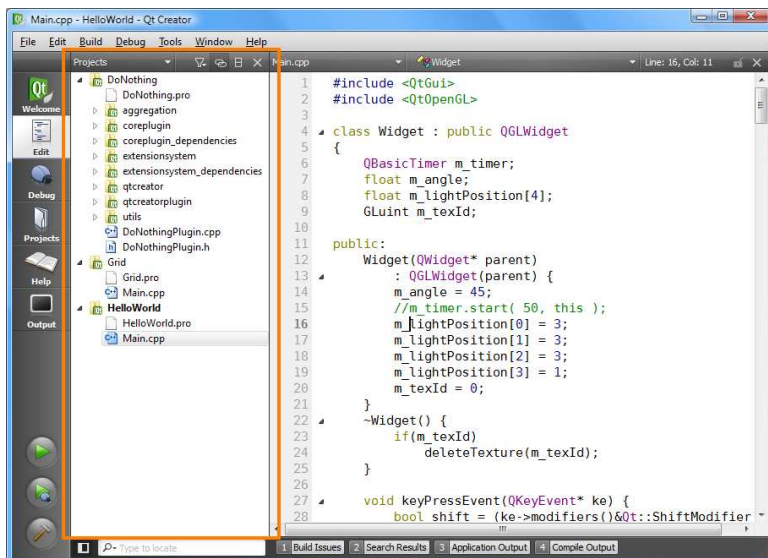 Main.cpp - HelloWorld - Qt Creator
File Edit Build Debug Tools Window Help
Projects
Main.cpp
Widget
Line: 16, Col: 11
Qt
Welcome
Edit
Debug
Projects
Help
Output
DoNothing
DoNothing.pro
aggregation
coreplugin
coreplugin_dependencies
extensionsystem
extensionsystem_dependencies
qtcreator
qtcreatorplugin
utils
DoNothingPlugin.cpp
DoNothingPlugin.h
Grid
Grid.pro
Main.cpp
HelloWorld
HelloWorld.pro
Main.cpp
1 #include <QtGui>
2 #include <QtOpenGL>
3
4 class Widget : public QGLWidget
5 {
6 QBasicTimer m_timer;
7 float m_angle;
8 float m_lightPosition[4];
9 GLuint m_texId;
10
11 public:
12 Widget(QWidget* parent)
13 : QGLWidget(parent) {
14 m_angle = 45;
15 //m_timer.start( 50, this );
16 m_lightPosition[0] = 3;
17 m_lightPosition[1] = 3;
18 m_lightPosition[2] = 3;
19 m_lightPosition[3] = 1;
20 m_texId = 0;
21 }
22 ~Widget() {
23 if(m_texId)
24 deleteTexture(m_texId);
25 }
26
27 void keyPressEvent(QKeyEvent* ke) {
28 bool shift = (ke->modifiers()&Qt::ShiftModifier
Type to locate
1 Build Issues 2 Search Results 3 Application Output 4 Compile Output